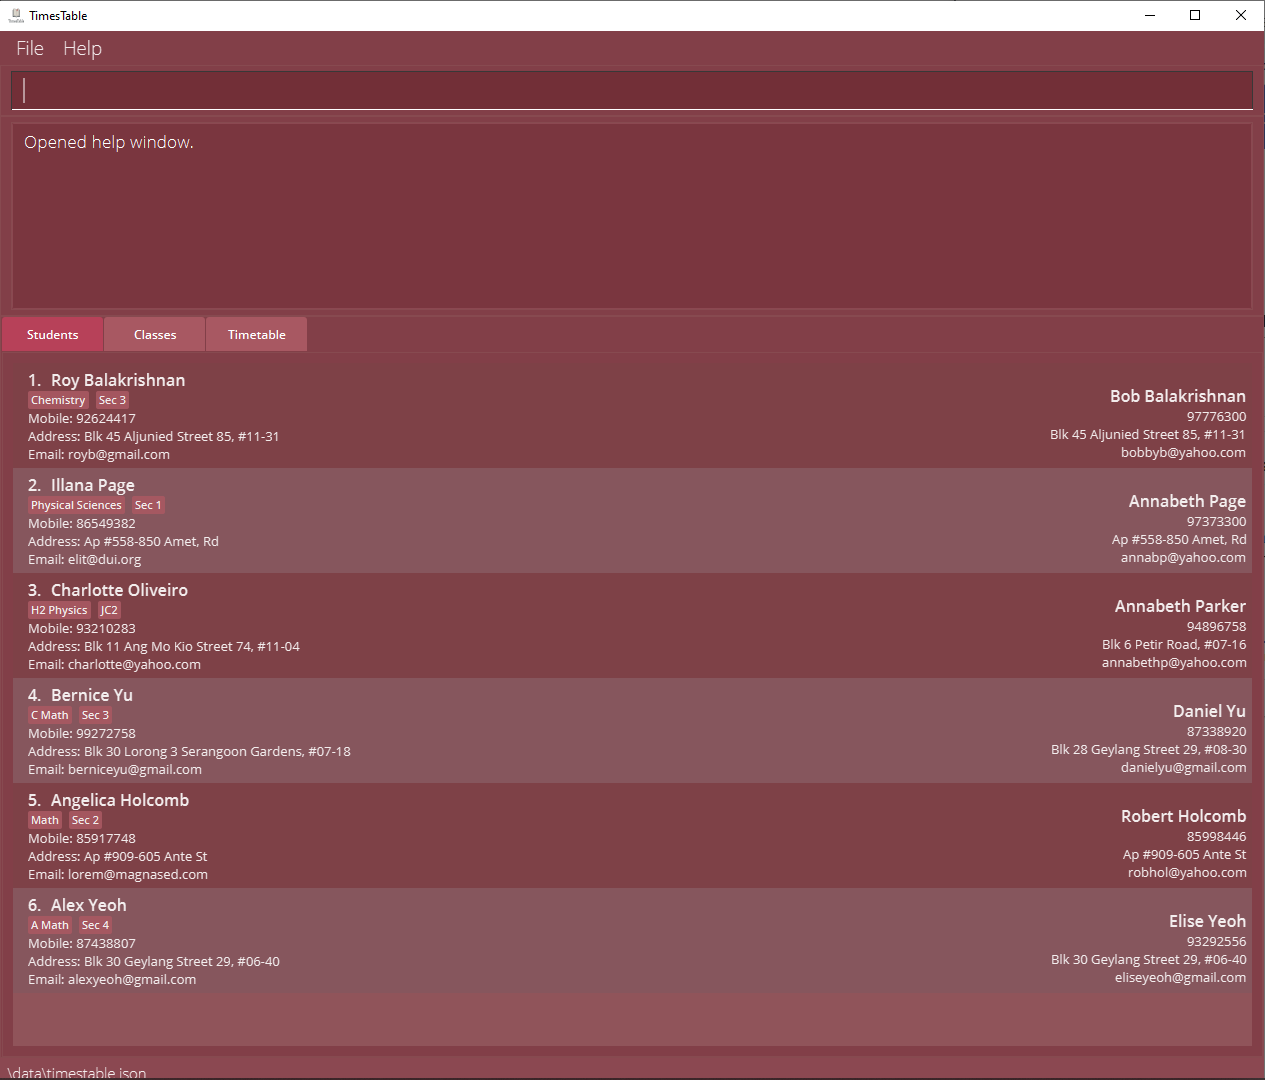 TimesTable
File Help
Opened help window.
Students Classes Timetable
1. Roy Balakrishnan
Chemistry Sec 3
Mobile: 92624417
Address: Blk 45 Aljunied Street 85, #11-31
Email: royb@gmail.com
Bob Balakrishnan
97776300
Blk 45 Aljunied Street 85, #11-31
bobbyb@yahoo.com
2. Illana Page
Physical Sciences Sec 1
Mobile: 86549382
Address: Ap #558-850 Amet, Rd
Email: elit@dui.org
Annabeth Page
97373300
Ap #558-850 Amet, Rd
annabp@yahoo.com
3. Charlotte Oliveiro
H2 Physics JC2
Mobile: 93210283
Address: Blk 11 Ang Mo Kio Street 74, #11-04
Email: charlotte@yahoo.com
Annabeth Parker
94896758
Blk 6 Petir Road, #07-16
annabethp@yahoo.com
4. Bernice Yu
C Math Sec 3
Mobile: 99272758
Address: Blk 30 Lorong 3 Serangoon Gardens, #07-18
Email: berniceyu@gmail.com
Daniel Yu
87338920
Blk 28 Geylang Street 29, #08-30
danielyu@gmail.com
5. Angelica Holcomb
Math Sec 2
Mobile: 85917748
Address: Ap #909-605 Ante St
Email: lorem@magnased.com
Robert Holcomb
85998446
Ap #909-605 Ante St
robhol@yahoo.com
6. Alex Yeoh
A Math Sec 4
Mobile: 87438807
Address: Blk 30 Geylang Street 29, #06-40
Email: alexyeoh@gmail.com
Elise Yeoh
93292556
Blk 30 Geylang Street 29, #06-40
eliseyeoh@gmail.com
\data\timestable.json